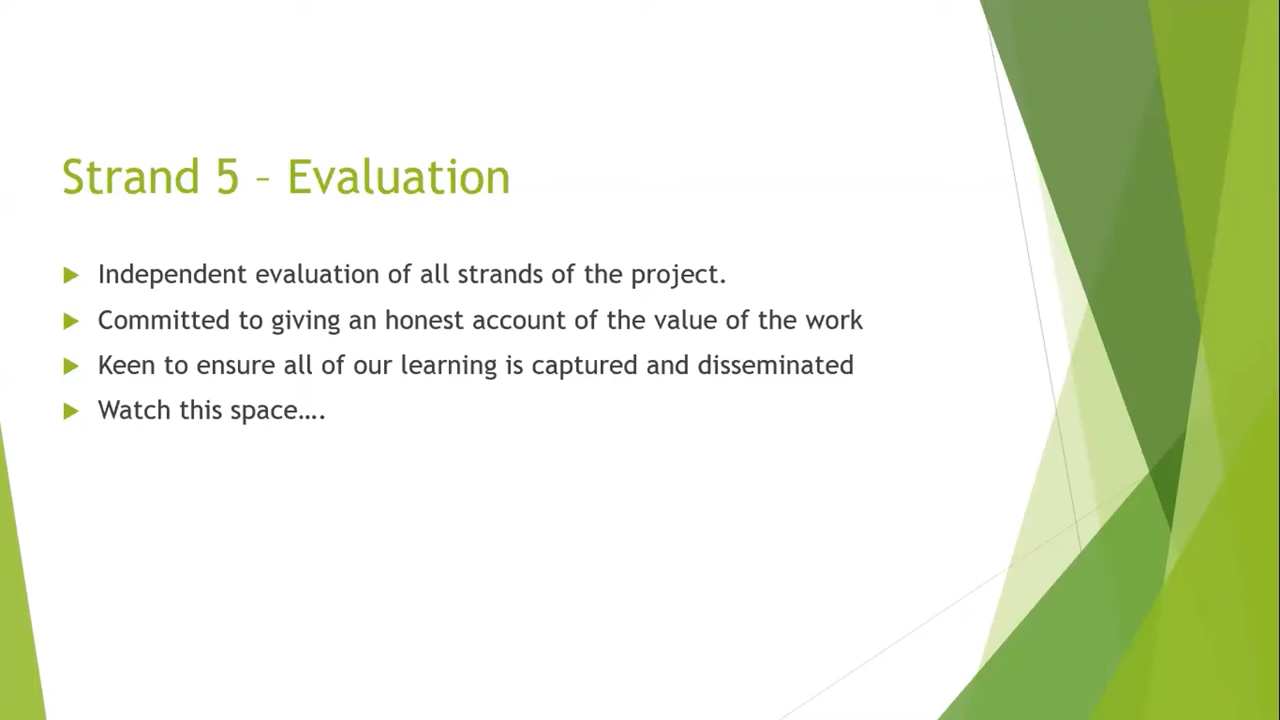 Strand 5 – Evaluation
Independent evaluation of all strands of the project.
Committed to giving an honest account of the value of the work
Keen to ensure all of our learning is captured and disseminated
Watch this space….